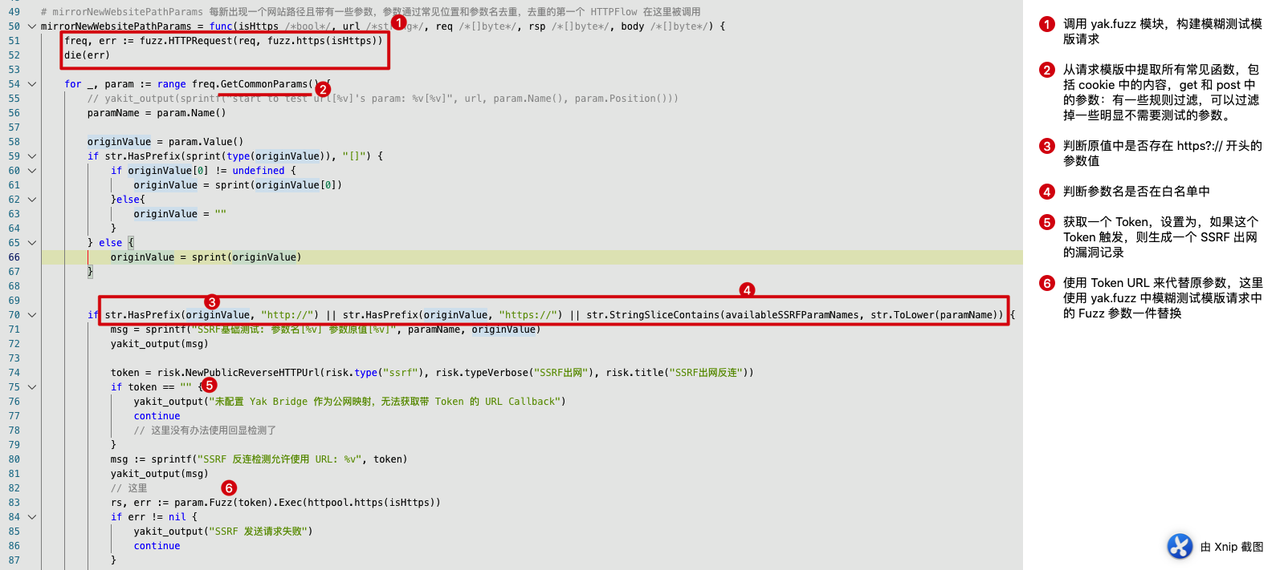 49 # mirrorNewWebsitePathParams 每新出现一个网站路径且带有一些参数，参数通过常见位置和参数名去重，去重的第一个 HTTPFlow 在这里被调用
50 mirrorNewWebsitePathParams = func(isHttps /*bool*/, url /*string*/, req /*[]byte*/, rsp /*[]byte*/, body /*[]byte*/) {
1
51 freq, err := fuzz.HTTPRequest(req, fuzz.https(isHttps))
52 die(err)
53
54 for _, param := range freq.GetCommonParams() {
2
55 // yakit_output(sprintf("start to test url[%v]'s param: %v[%v]", url, param.Name(), param.Position()))
56 paramName = param.Name()
57
58 originValue = param.Value()
59 if str.HasPrefix(sprint(type(originValue)), "[]") {
60 if originValue[0] != undefined {
61 originValue = sprint(originValue[0])
62 }else{
63 originValue = ""
64 }
65 } else {
66 originValue = sprint(originValue)
67 }
68
69
3 4
70 if str.HasPrefix(originValue, "http://") || str.HasPrefix(originValue, "https://") || str.StringSliceContains(availableSSRFParamNames, str.ToLower(paramName)) {
71 msg = sprintf("SSRF基础测试: 参数名[%v] 参数原值[%v]", paramName, originValue)
72 yakit_output(msg)
73
74 token = risk.NewPublicReverseHTTPUrl(risk.type("ssrf"), risk.typeVerbose("SSRF出网"), risk.title("SSRF出网反连"))
75 if token == "" {
5
76 yakit_output("未配置 Yak Bridge 作为公网映射，无法获取带 Token 的 URL Callback")
77 continue
78 // 这里没有办法使用回显检测了
79 }
80 msg := sprintf("SSRF 反连检测允许使用 URL: %v", token)
81 yakit_output(msg)
82 // 这里
6
83 rs, err := param.Fuzz(token).Exec(httpool.https(isHttps))
84 if err != nil {
85 yakit_output("SSRF 发送请求失败")
86 continue
87 }
1 调用 yak.fuzz 模块，构建模糊测试模
版请求
2 从请求模版中提取所有常见函数，包
括 cookie 中的内容，get 和 post 中
的参数：有一些规则过滤，可以过滤
掉一些明显不需要测试的参数。
3 判断原值中是否存在 https?:// 开头的
参数值
4 判断参数名是否在白名单中
5 获取一个 Token，设置为，如果这个
Token 触发，则生成一个 SSRF 出网
的漏洞记录
6 使用 Token URL 来代替原参数，这里
使用 yak.fuzz 中模糊测试模版请求中
的 Fuzz 参数一件替换
由 Xnip 截图